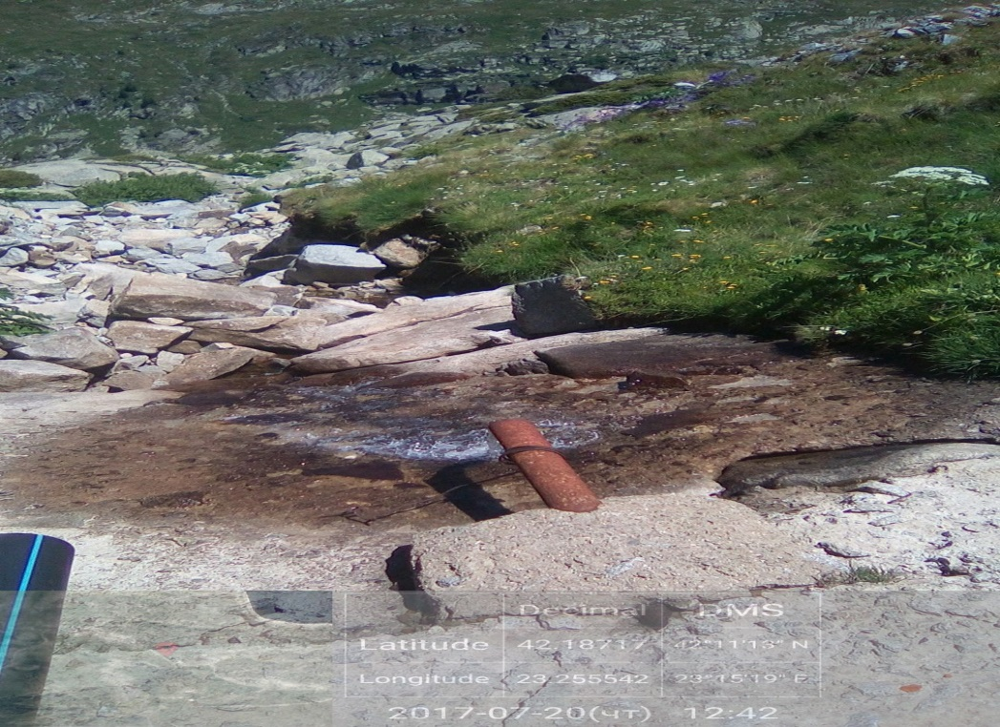 Decimal DMS
Latitude 42.18717 42°11'13" N
Longitude 23.255542 23°15'19" E
2017-07-20(чт) 12:42